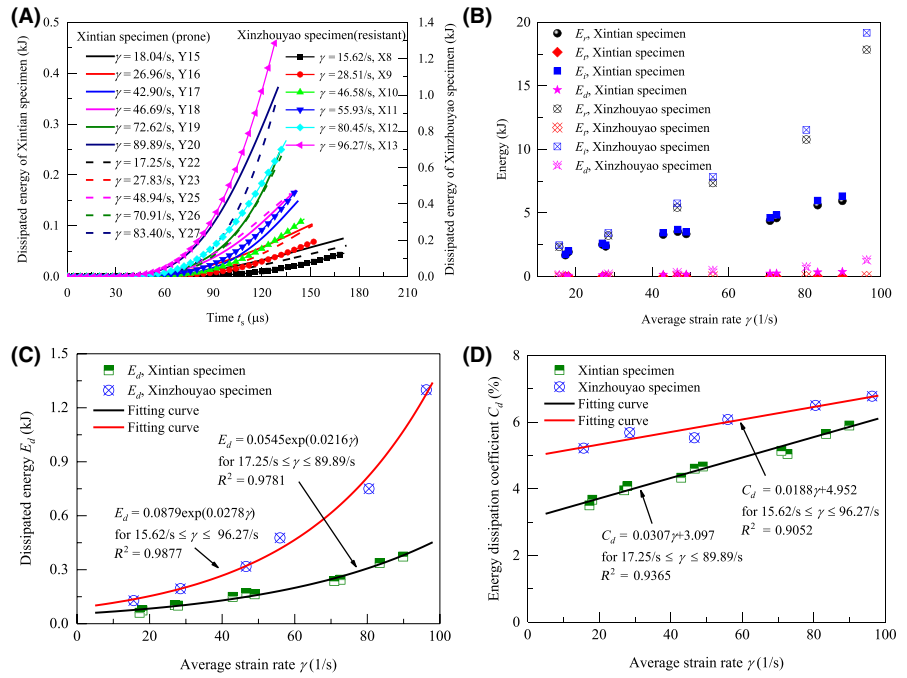 (A)
Dissipated energy of Xintian specimen (kJ)
0.5
0.4
0.3
0.2
0.1
0.0
Xintian specimen (prone)
γ = 18.04/s, Y15
γ = 26.96/s, Y16
γ = 42.90/s, Y17
γ = 46.69/s, Y18
γ = 72.62/s, Y19
γ = 89.89/s, Y20
γ = 17.25/s, Y22
γ = 27.83/s, Y23
γ = 48.94/s, Y25
γ = 70.91/s, Y26
γ = 83.40/s, Y27
Xinzhouyao specimen(resistant)
γ = 15.62/s, X8
γ = 28.51/s, X9
γ = 46.58/s, X10
γ = 55.93/s, X11
γ = 80.45/s, X12
γ = 96.27/s, X13
1.4
1.2
1.0
0.8
0.6
0.4
0.2
0.0
Dissipated energy of Xinzhouyao specimen (kJ)
0 30 60 90 120 150 180 210
Time ts (μs)
(B)
Energy (kJ)
20
15
10
5
0
Er, Xintian specimen
Et, Xintian specimen
Ei, Xintian specimen
Ed, Xintian specimen
Er, Xinzhouyao specimen
Et, Xinzhouyao specimen
Ei, Xinzhouyao specimen
Ed, Xinzhouyao specimen
0 20 40 60 80 100
Average strain rate γ (1/s)
(C)
Dissipated energy Ed (kJ)
1.5
1.2
0.9
0.6
0.3
0.0
Ed, Xintian specimen
Ed, Xinzhouyao specimen
Fitting curve
Fitting curve
Ed = 0.0545exp(0.0216γ)
for 17.25/s ≤ γ ≤ 89.89/s
R² = 0.9781
Ed = 0.0879exp(0.0278γ)
for 15.62/s ≤ γ ≤ 96.27/s
R² = 0.9877
0 20 40 60 80 100
Average strain rate γ (1/s)
(D)
Energy dissipation coefficient Cd (%)
8
6
4
2
0
Xintian specimen
Xinzhouyao specimen
Fitting curve
Fitting curve
Cd = 0.0188γ+4.952
for 15.62/s ≤ γ ≤ 96.27/s
R² = 0.9052
Cd = 0.0307γ+3.097
for 17.25/s ≤ γ ≤ 89.89/s
R² = 0.9365
0 20 40 60 80 100
Average strain rate γ (1/s)